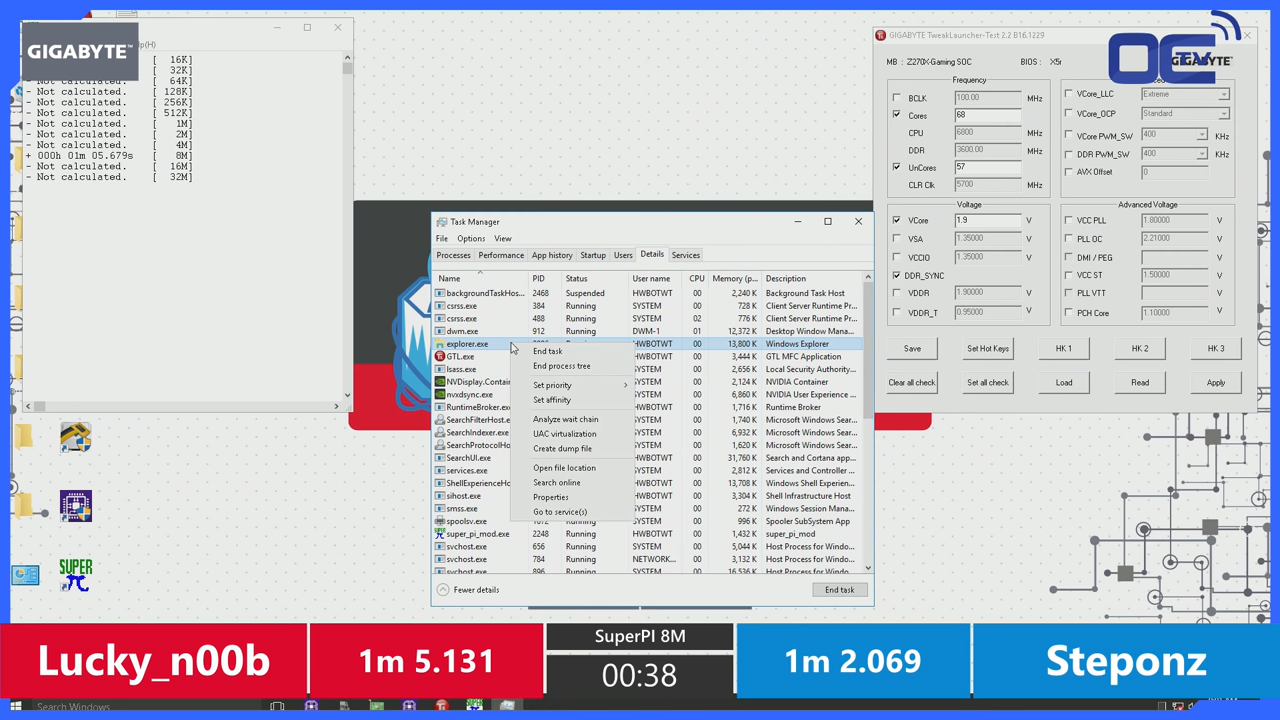 GIGABYTE™
p(H)
[ 16K]
[ 32K]
- Not calculated. [ 64K]
- Not calculated. [ 128K]
- Not calculated. [ 256K]
- Not calculated. [ 512K]
- Not calculated. [ 1M]
- Not calculated. [ 2M]
- Not calculated. [ 4M]
+ 000h 01m 05.679s [ 8M]
- Not calculated. [ 16M]
- Not calculated. [ 32M]
GIGABYTE TweakLauncher-Test 2.2 B16.1229
OC TV
GIGABYTE™
MB : Z270X-Gaming SOC BIOS : X5r
Frequency
BCLK 100.00 MHz
Cores 68
CPU 6800 MHz
DDR 3600.00 MHz
UnCores 57
CLR Clk 5700 MHz
VCore_LLC Extreme
VCore_OCP Standard
VCore PWM_SW 400 KHz
DDR PWM_SW 400 KHz
AVX Offset 0
Voltage
VCore 1.9 V
VSA 1.35000 V
VCCIO 1.35000 V
DDR_SYNC
VDDR 1.90000 V
VDDR_T 0.95000 V
Advanced Voltage
VCC PLL 1.80000 V
PLL OC 2.21000 V
DMI / PEG V
VCC ST 1.50000 V
PLL VTT V
PCH Core 1.10000 V
Save Set Hot Keys HK 1 HK 2 HK 3
Clear all check Set all check Load Read Apply
Task Manager
File Options View
Processes Performance App history Startup Users Details Services
Name PID Status User name CPU Memory (p... Description
backgroundTaskHos... 2468 Suspended HWBOTWT 00 2,240 K Background Task Host
csrss.exe 384 Running SYSTEM 00 728 K Client Server Runtime Pr...
csrss.exe 488 Running SYSTEM 02 776 K Client Server Runtime Pr...
dwm.exe 912 Running DWM-1 01 12,372 K Desktop Window Mana...
explorer.exe HWBOTWT 00 13,800 K Windows Explorer
GTL.exe HWBOTWT 00 3,444 K GTL MFC Application
lsass.exe SYSTEM 00 2,768 K Local Security Authority...
NVDisplay.Contain SYSTEM 00 2,124 K NVIDIA Container
nvxdsync.exe SYSTEM 00 6,860 K NVIDIA User Experience...
RuntimeBroker.exe HWBOTWT 00 1,716 K Runtime Broker
SearchFilterHost.e SYSTEM 00 1,740 K Microsoft Windows Sear...
SearchIndexer.exe SYSTEM 00 6,932 K Microsoft Windows Sear...
SearchProtocolHo SYSTEM 00 1,620 K Microsoft Windows Sear...
SearchUI.exe HWBOTWT 00 31,760 K Search and Cortana app...
services.exe SYSTEM 00 2,812 K Services and Controller ...
ShellExperienceHo HWBOTWT 00 13,708 K Windows Shell Experien...
sihost.exe HWBOTWT 00 3,304 K Shell Infrastructure Host
smss.exe SYSTEM 00 272 K Windows Session Mana...
spoolsv.exe SYSTEM 00 996 K Spooler SubSystem App
super_pi_mod.exe 2248 Running HWBOTWT 00 1,432 K super_pi_mod
svchost.exe 656 Running SYSTEM 00 5,044 K Host Process for Windo...
svchost.exe 784 Running NETWORK... 00 3,132 K Host Process for Windo...
svchost.exe 896 Running SYSTEM 00 16,536 K Host Process for Windo...
End task
End process tree
Set priority
Set affinity
Analyze wait chain
UAC virtualization
Create dump file
Open file location
Search online
Properties
Go to service(s)
Fewer details End task
SUPER
π
Lucky_n00b
1m 5.131
SuperPI 8M
00:38
1m 2.069
Steponz
Search Windows